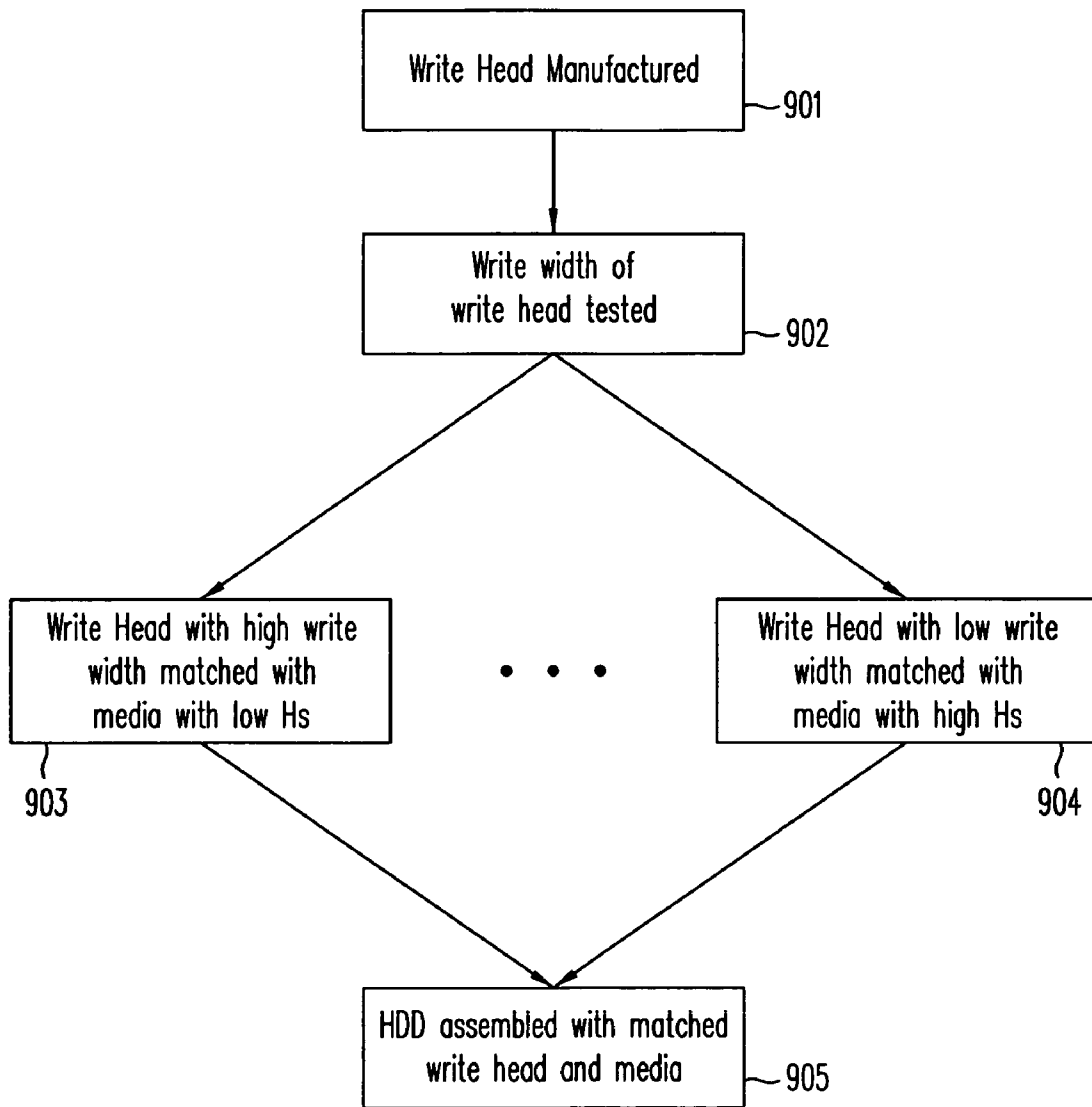 Write Head Manufactured
901
Write width of
write head tested
902
Write Head with high write
width matched with
media with low Hs
903
Write Head with low write
width matched with
media with high Hs
904
HDD assembled with matched
write head and media
905